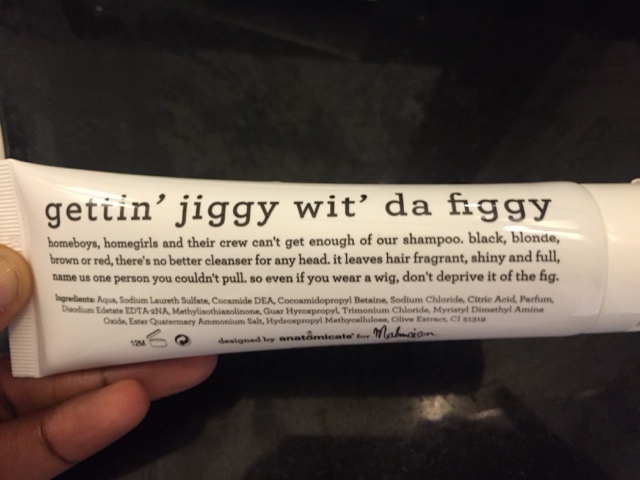 gettin' jiggy wit' da figgy
homeboys, homegirls and their crew can't get enough of our shampoo. black, blonde,
brown or red, there's no better cleanser for any head. it leaves hair fragrant, shiny and full,
name us one person you couldn't pull. so even if you wear a wig, don't deprive it of the fig.
Ingredients: Aqua, Sodium Laureth Sulfate, Cocamide DEA, Cocoamidopropyl Betaine, Sodium Chloride, Citric Acid, Parfum,
Disodium Edetate EDTA-2NA, Methylisothiazolinone, Guar Hyroxpropyl, Trimonium Chloride, Myristyl Dimethyl Amine
Oxide, Ester Quaternary Ammonium Salt, Hydroxpropyl Methycellulose, Olive Extract, CI 51319
12M designed by anatomicals for Malmaison